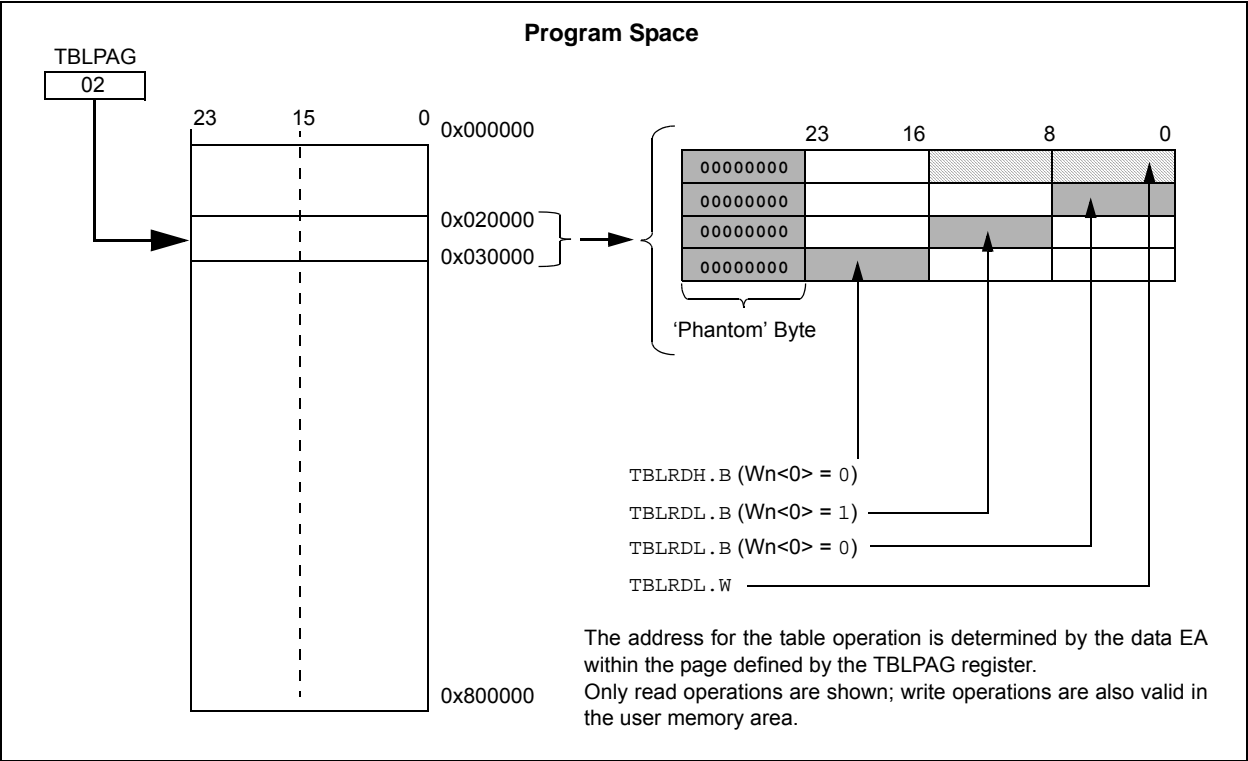 Program Space
TBLPAG
02
23 15 0
0x000000
0x020000
0x030000
0x800000
23 16 8 0
00000000
00000000
00000000
00000000
‘Phantom’ Byte
TBLRDH.B (Wn<0> = 0)
TBLRDL.B (Wn<0> = 1)
TBLRDL.B (Wn<0> = 0)
TBLRDL.W
The address for the table operation is determined by the data EA
within the page defined by the TBLPAG register.
Only read operations are shown; write operations are also valid in
the user memory area.